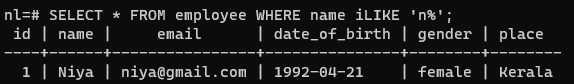 nl=# SELECT * FROM employee WHERE name iLIKE 'n%';
 id | name |     email      | date_of_birth | gender | place
----+------+----------------+---------------+--------+--------
  1 | Niya | niya@gmail.com | 1992-04-21    | female | Kerala